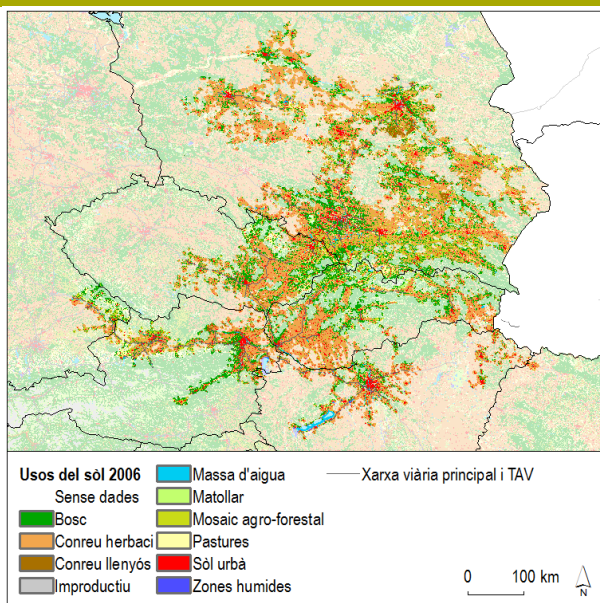 Usos del sòl 2006
Sense dades
Bosc
Conreu herbaci
Conreu llenyós
Improductiu
Massa d'aigua
Matollar
Mosaic agro-forestal
Pastures
Sòl urbà
Zones humides
Xarxa viària principal i TAV
0 100 km
N